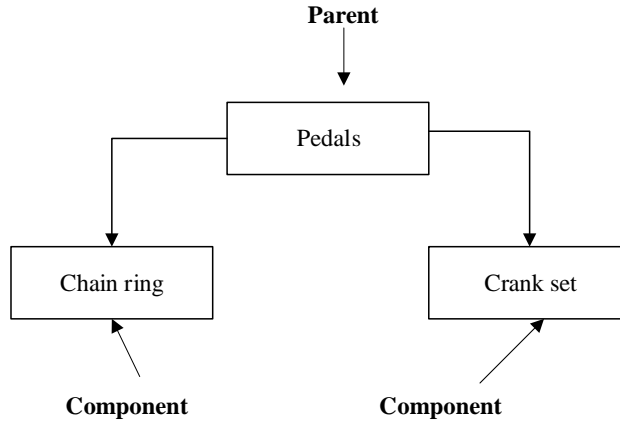 Parent
Pedals
Chain ring
Crank set
Component
Component